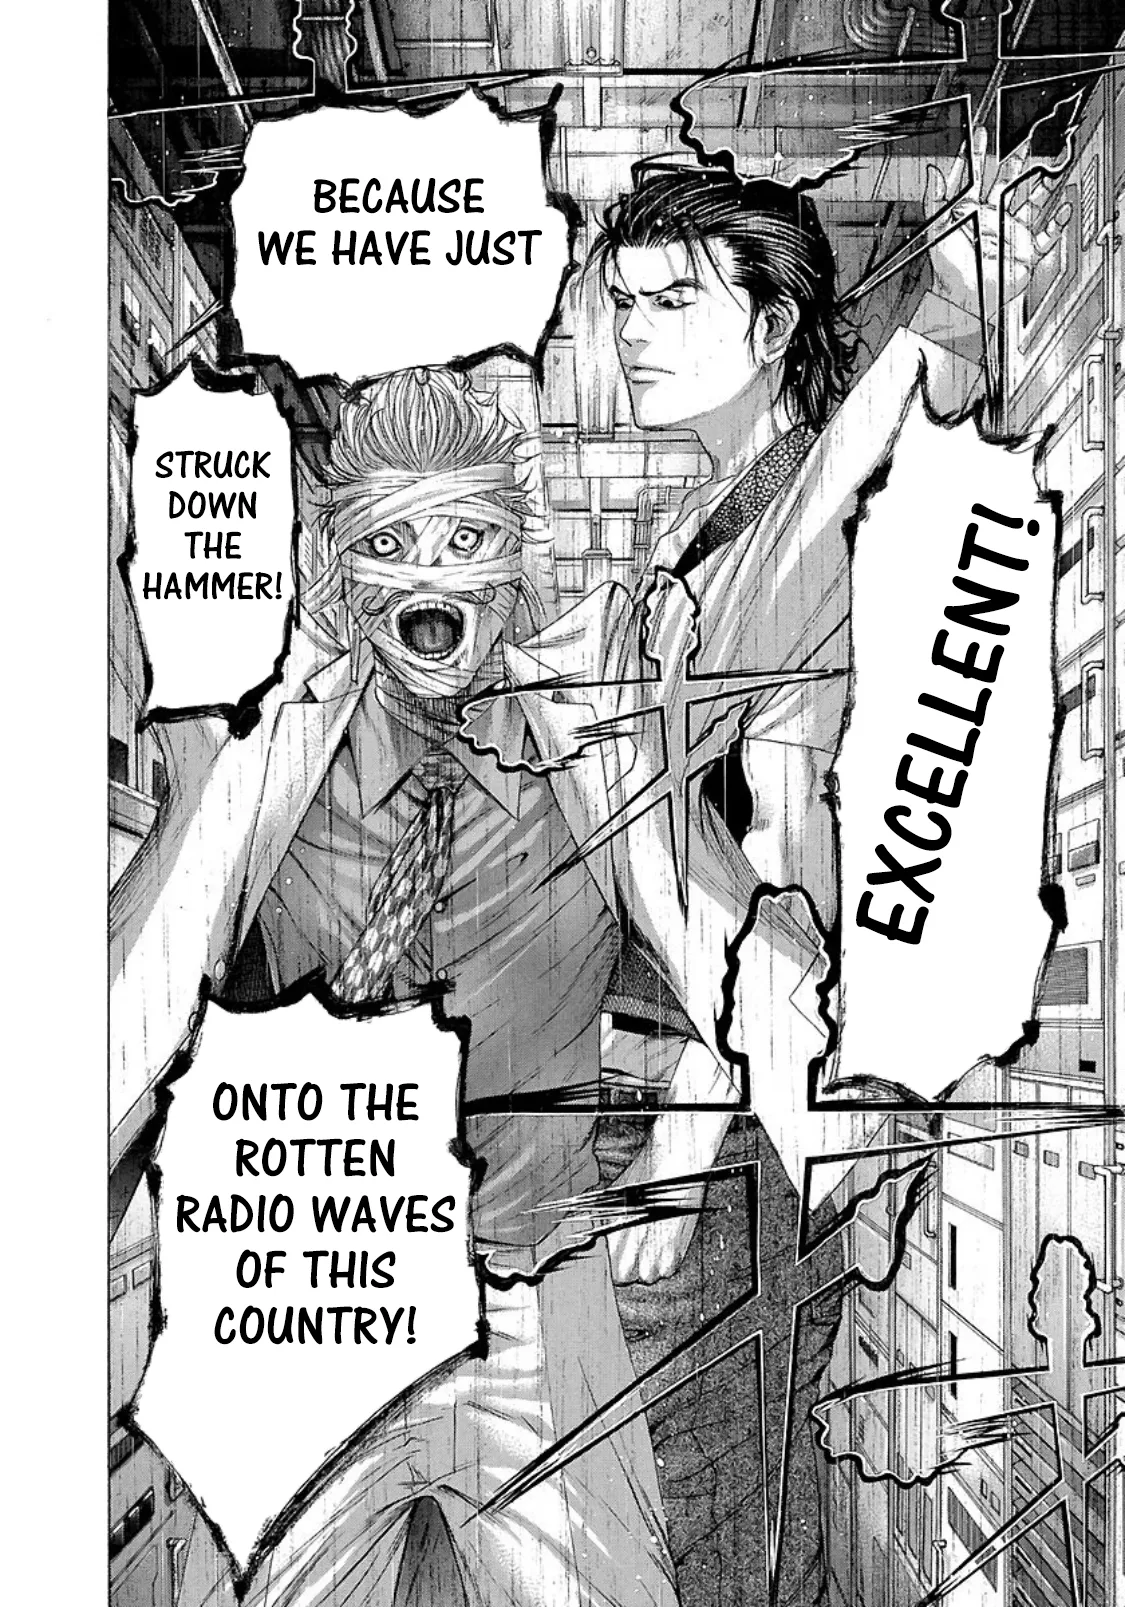 EXCELLENT!
BECAUSE
WE HAVE JUST
STRUCK
DOWN
THE
HAMMER!
ONTO THE
ROTTEN
RADIO WAVES
OF THIS
COUNTRY!